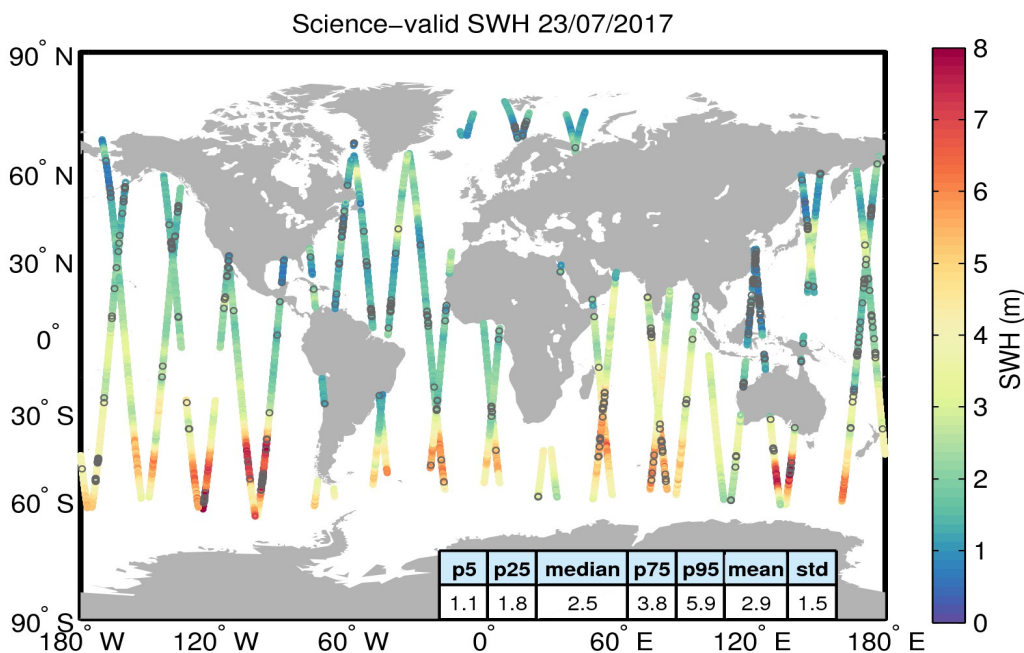 Science−valid SWH 23/07/2017
90° N
60° N
30° N
0°
30° S
60° S
90° S
180° W
120° W
60° W
0°
60° E
120° E
180° E
p5 p25 median p75 p95 mean std
1.1 1.8 2.5 3.8 5.9 2.9 1.5
8
7
6
5
4
3
2
1
0
SWH (m)